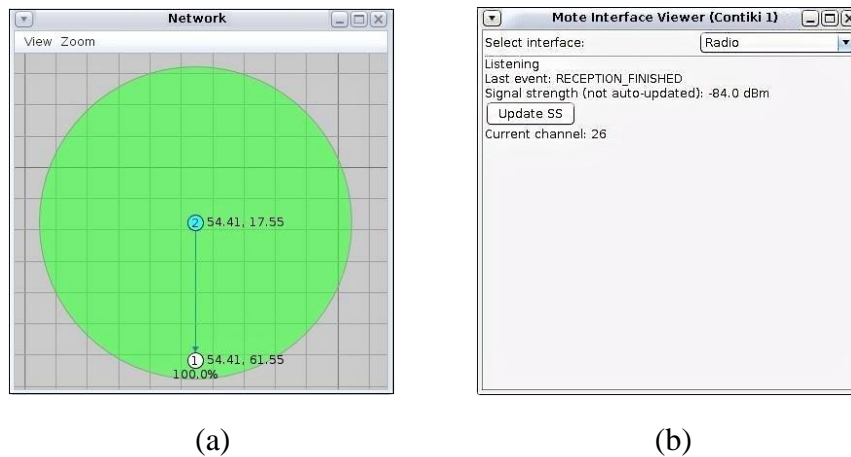 Network
View Zoom
2 54.41, 17.55
1 54.41, 61.55
100.0%
(a)
Mote Interface Viewer (Contiki 1)
Select interface: Radio
Listening
Last event: RECEPTION_FINISHED
Signal strength (not auto-updated): -84.0 dBm
Update SS
Current channel: 26
(b)